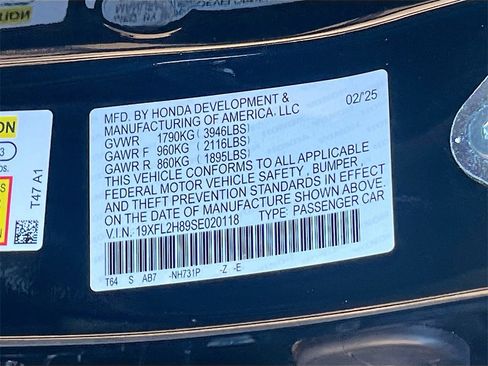 MFD. BY HONDA DEVELOPMENT &
MANUFACTURING OF AMERICA, LLC 02/25
GVWR 1790KG (3946LBS)
GAWR F 960KG (2116LBS)
GAWR R 860KG (1895LBS)
THIS VEHICLE CONFORMS TO ALL APPLICABLE
FEDERAL MOTOR VEHICLE SAFETY, BUMPER,
AND THEFT PREVENTION STANDARDS IN EFFECT
ON THE DATE OF MANUFACTURE SHOWN ABOVE.
V.I.N. 19XFL2H89SE020118 TYPE: PASSENGER CAR
T64 S AB7 -NH731P -Z -E
ON
3
T47 A1